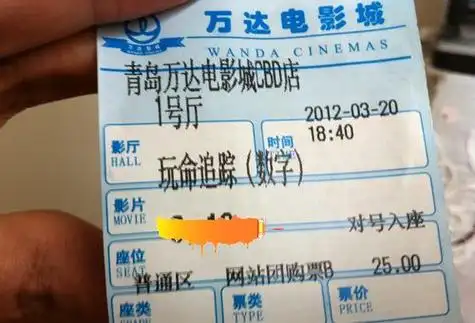 万达电影城
WANDA CINEMAS
青岛万达电影城CBD店
1号厅
2012-03-20
18:40
影厅
HALL
时间
TIME
玩命追踪(数字)
影片
MOVIE
对号入座
座位
SEAT
普通区 网站团购票B 25.00
座类
CLASS
票类
TYPE
票价
PRICE